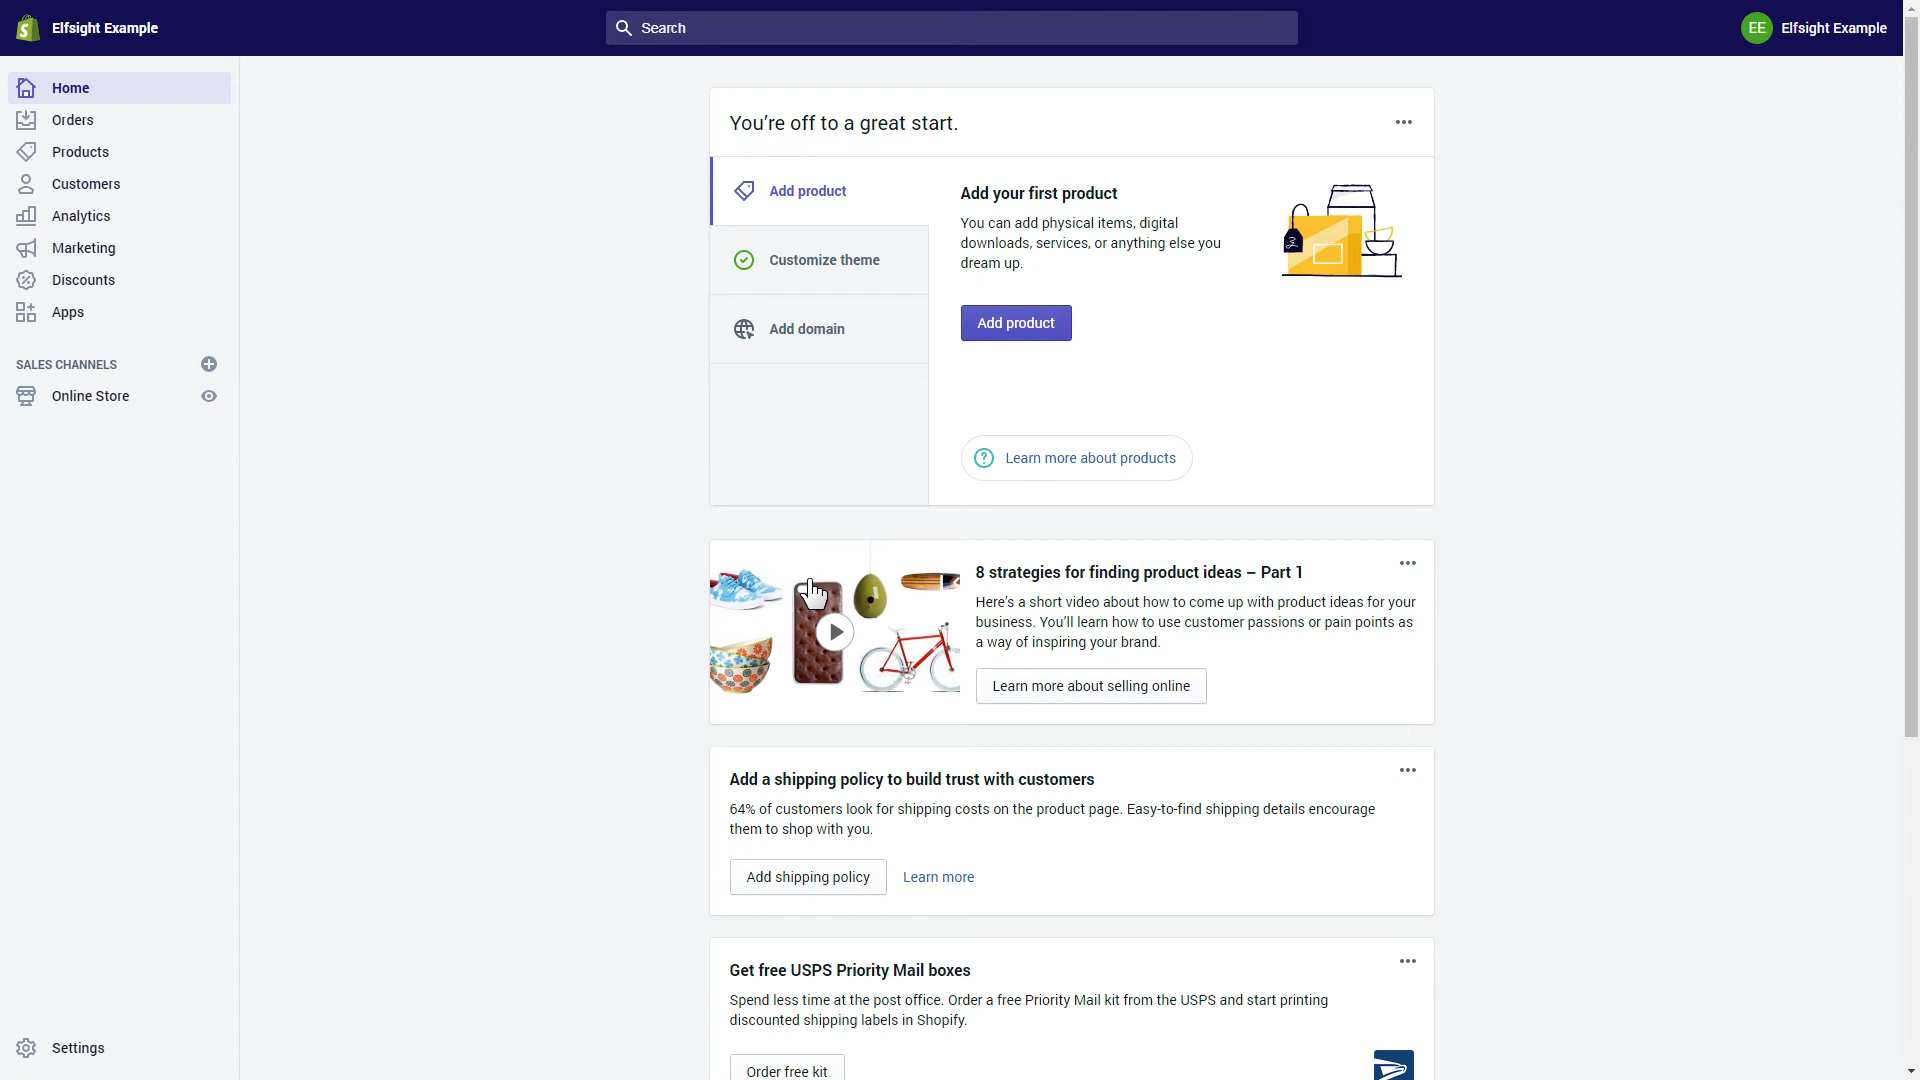 Elfsight Example
Search
EE
Elfsight Example
Home
Orders
Products
Customers
Analytics
Marketing
Discounts
Apps
SALES CHANNELS
Online Store
Settings
You’re off to a great start.
Add product
Customize theme
Add domain
Add your first product
You can add physical items, digital
downloads, services, or anything else you
dream up.
Add product
Learn more about products
8 strategies for finding product ideas – Part 1
Here’s a short video about how to come up with product ideas for your
business. You’ll learn how to use customer passions or pain points as
a way of inspiring your brand.
Learn more about selling online
Add a shipping policy to build trust with customers
64% of customers look for shipping costs on the product page. Easy-to-find shipping details encourage
them to shop with you.
Add shipping policy
Learn more
Get free USPS Priority Mail boxes
Spend less time at the post office. Order a free Priority Mail kit from the USPS and start printing
discounted shipping labels in Shopify.
Order free kit